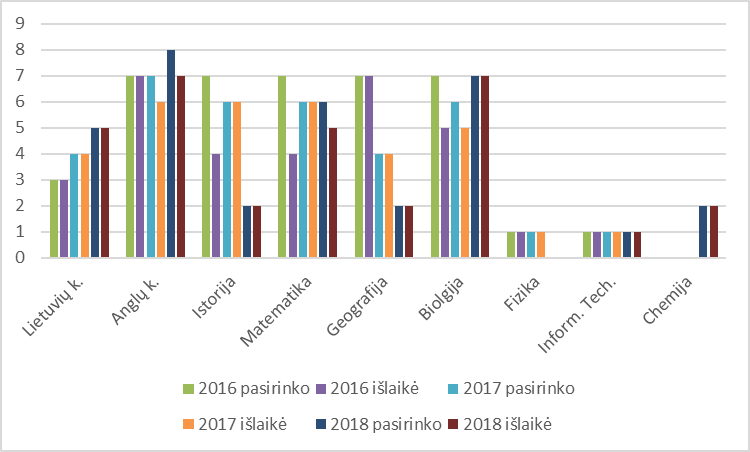 9
8
7
6
5
4
3
2
1
0
Lietuvių k.
Anglų k.
Istorija
Matematika
Geografija
Biolgija
Fizika
Inform. Tech.
Chemija
2016 pasirinko 2016 išlaikė 2017 pasirinko
2017 išlaikė 2018 pasirinko 2018 išlaikė